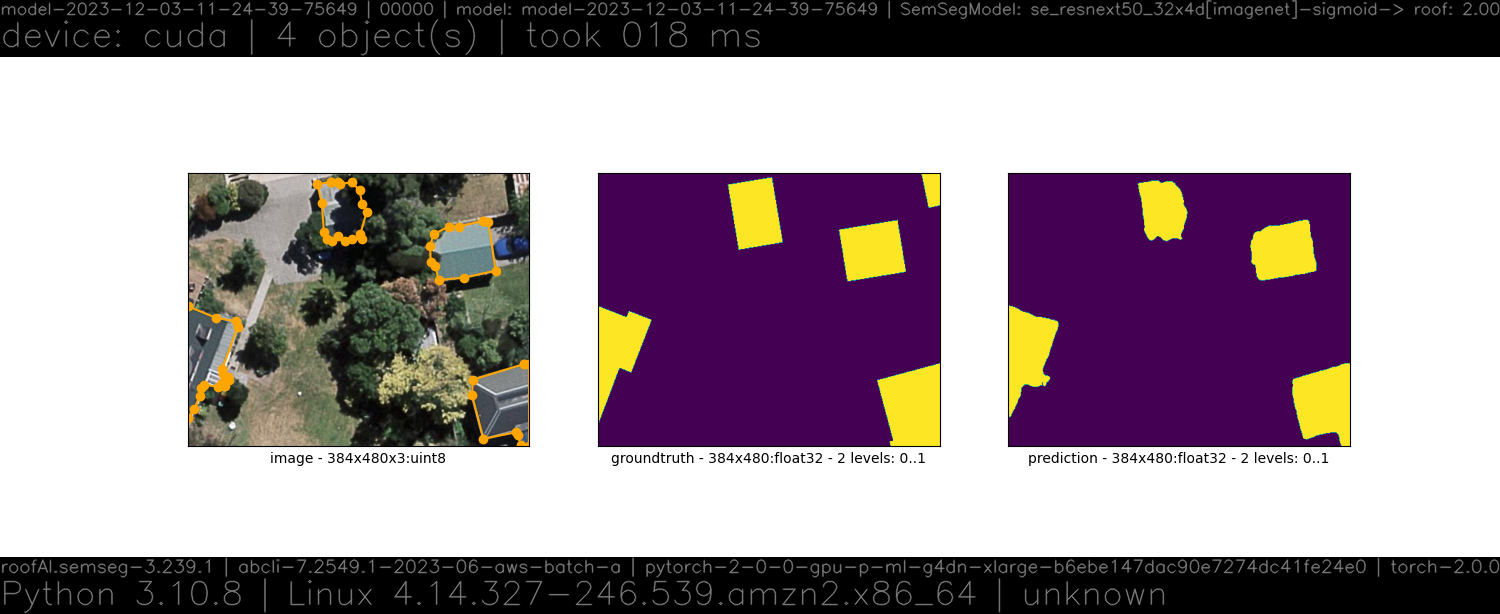 model-2023-12-03-11-24-39-75649 | 00000 | model: model-2023-12-03-11-24-39-75649 | SemSegModel: se_resnext50_32x4d[imagenet]-sigmoid-> roof: 2.00
device: cuda | 4 object(s) | took 018 ms
image - 384x480x3:uint8
groundtruth - 384x480:float32 - 2 levels: 0..1
prediction - 384x480:float32 - 2 levels: 0..1
roofAI.semseg-3.239.1 | abcli-7.2549.1-2023-06-aws-batch-a | pytorch-2-0-0-gpu-p-ml-g4dn-xlarge-b6ebe147dac90e7274dc41fe24e0 | torch-2.0.0
Python 3.10.8 | Linux 4.14.327-246.539.amzn2.x86_64 | unknown